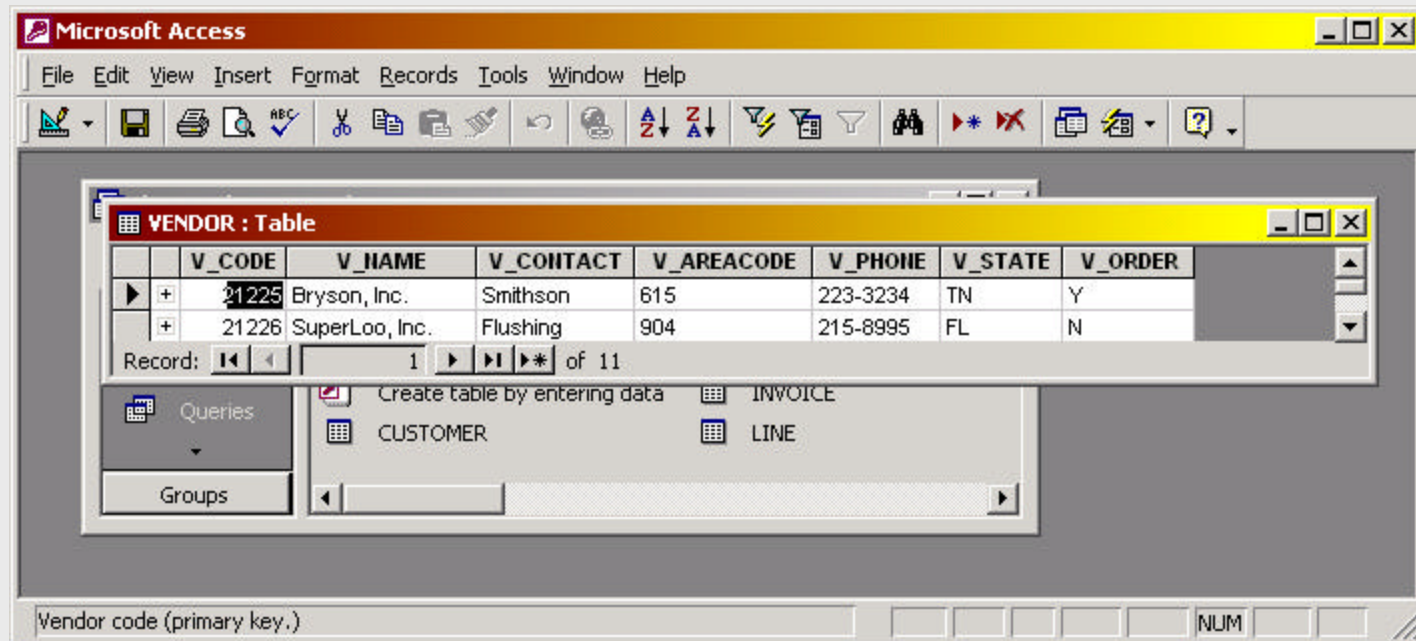 Microsoft Access
File Edit View Insert Format Records Tools Window Help
VENDOR : Table
V_CODE V_NAME V_CONTACT V_AREACODE V_PHONE V_STATE V_ORDER
21225 Bryson, Inc. Smithson 615 223-3234 TN Y
21226 SuperLoo, Inc. Flushing 904 215-8995 FL N
Record: 1 of 11
Create table by entering data INVOICE
Queries
CUSTOMER LINE
Groups
Vendor code (primary key.)
NUM